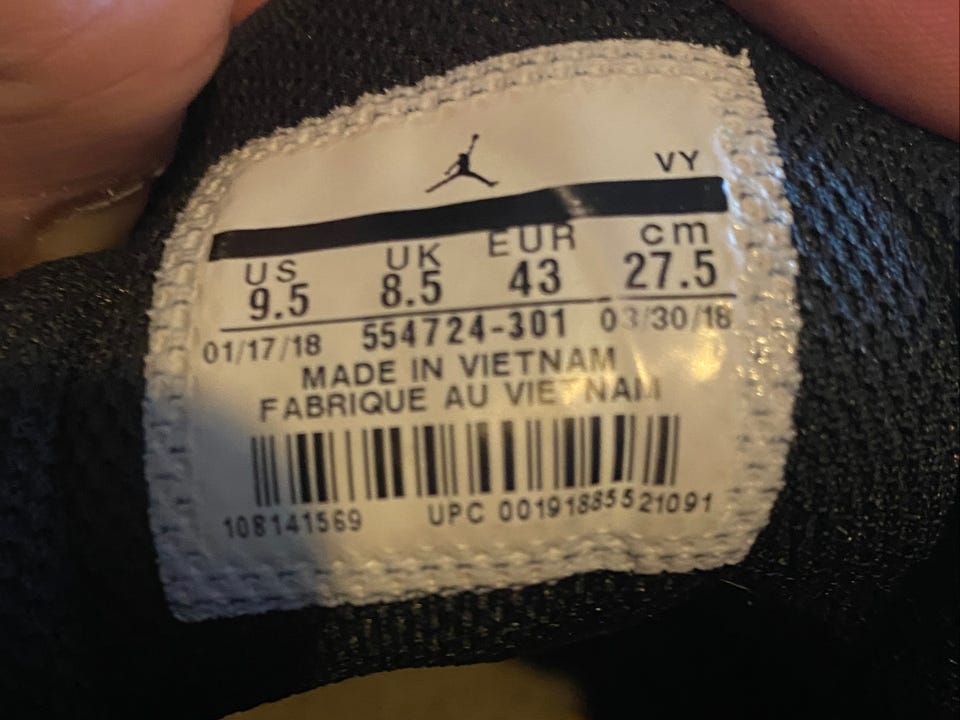 VY
US UK EUR cm
9.5 8.5 43 27.5
01/17/18 554724-301 03/30/18
MADE IN VIETNAM
FABRIQUE AU VIETNAM
108141569 UPC 00191885521091